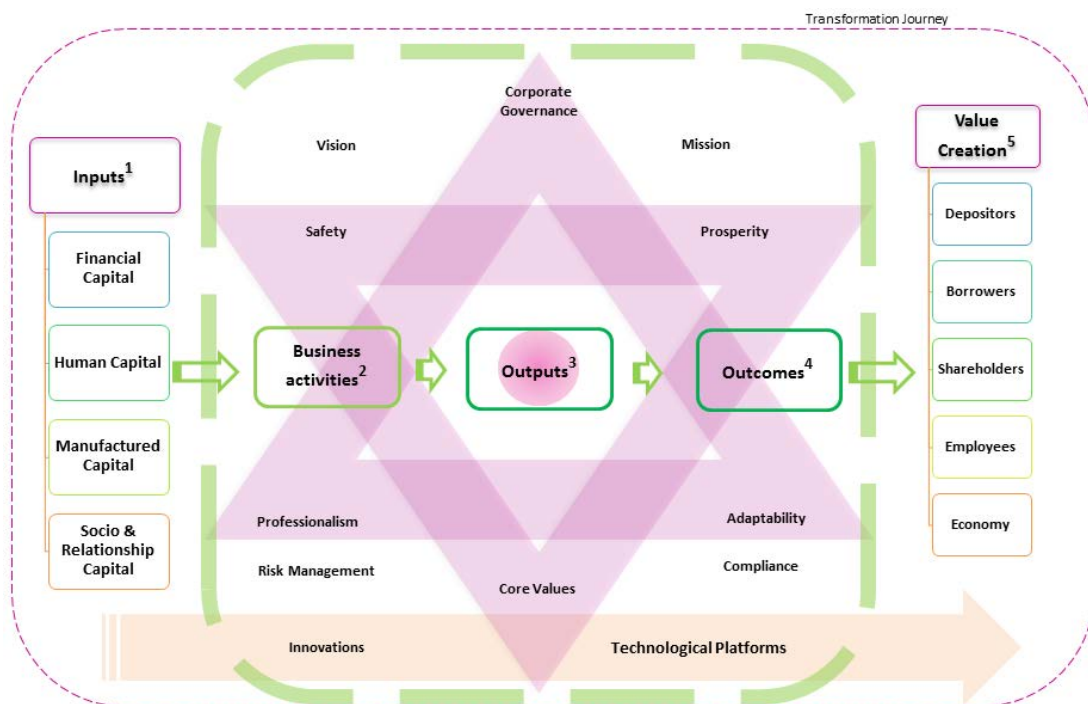 Transformation Journey
Corporate
Governance
Vision
Mission
Inputs1
Value
Creation5
Safety
Prosperity
Financial
Capital
Human Capital
Manufactured
Capital
Socio &
Relationship
Capital
Business
activities2
Outputs3
Outcomes4
Depositors
Borrowers
Shareholders
Employees
Economy
Professionalism
Adaptability
Risk Management
Core Values
Compliance
Innovations
Technological Platforms